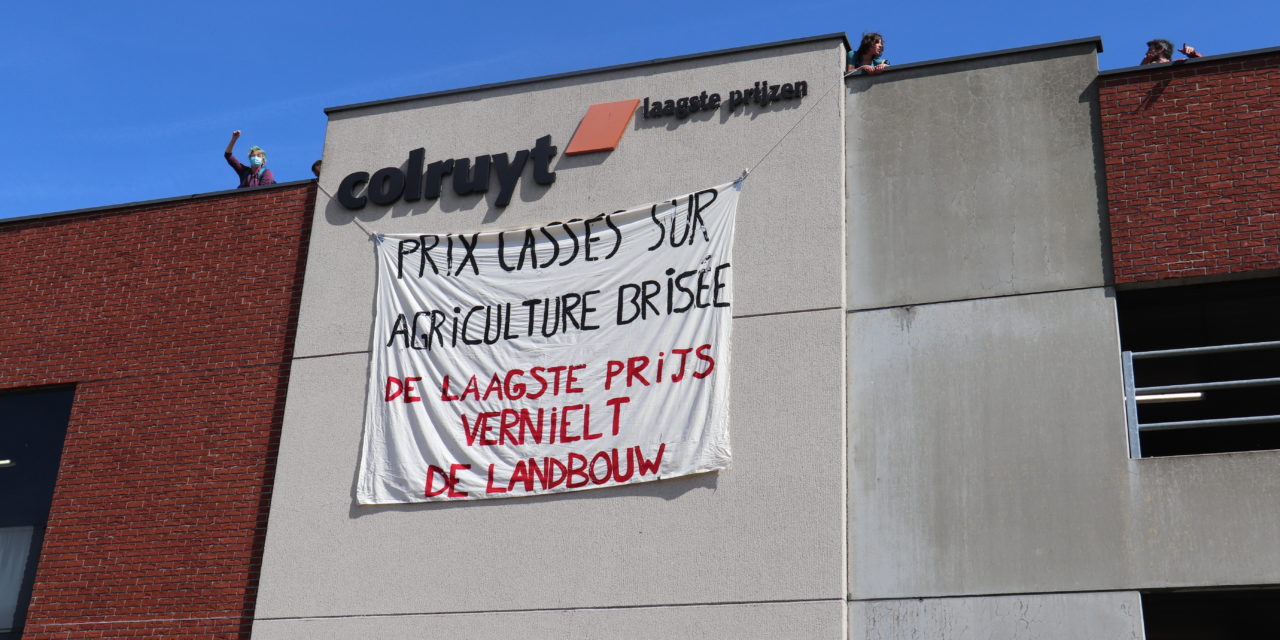 laagste prijzen
colruyt
PRIX CASSÉS SUR
AGRICULTURE BRISÉE
DE LAAGSTE PRIJS
VERNIELT
DE LANDBOUW